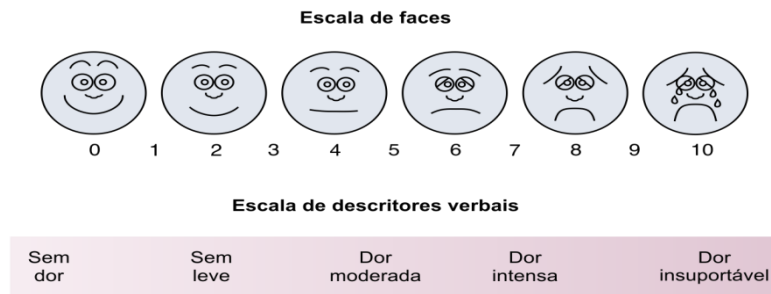 Escala de faces
0 1 2 3 4 5 6 7 8 9 10
Escala de descritores verbais
Sem Sem Dor Dor Dor
dor leve moderada intensa insuportável